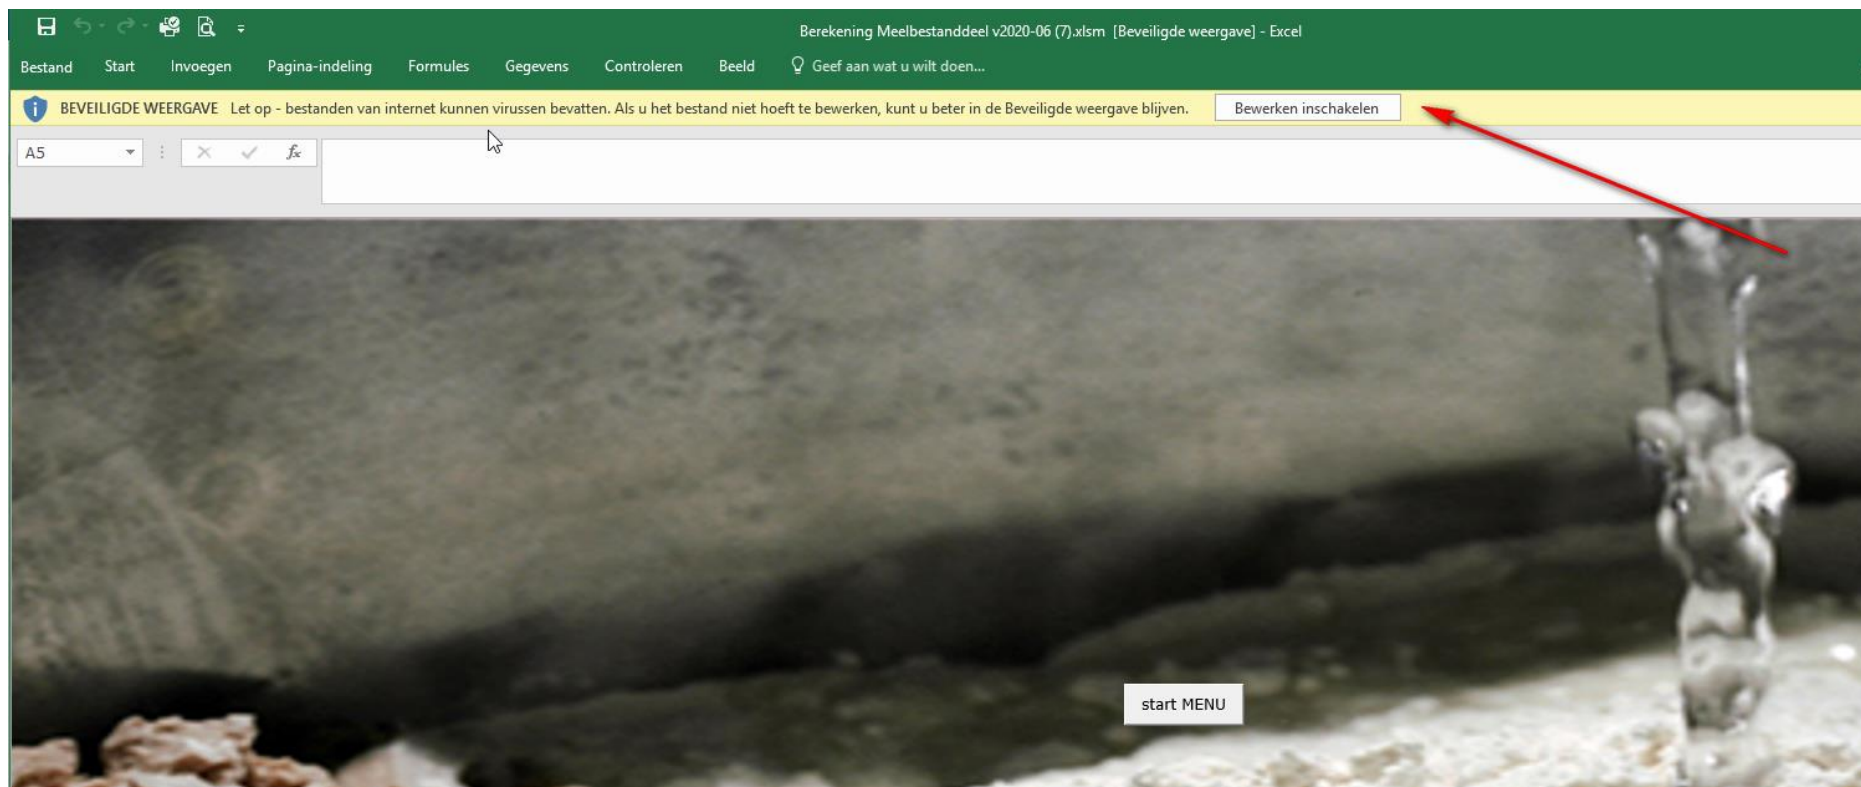 Berekening Meelbestanddeel v2020-06 (7).xlsm [Beveiligde weergave] - Excel
Bestand Start Invoegen Pagina-indeling Formules Gegevens Controleren Beeld Geef aan wat u wilt doen...
BEVEILIGDE WEERGAVE Let op - bestanden van internet kunnen virussen bevatten. Als u het bestand niet hoeft te bewerken, kunt u beter in de Beveiligde weergave blijven. Bewerken inschakelen
A5 fx
start MENU